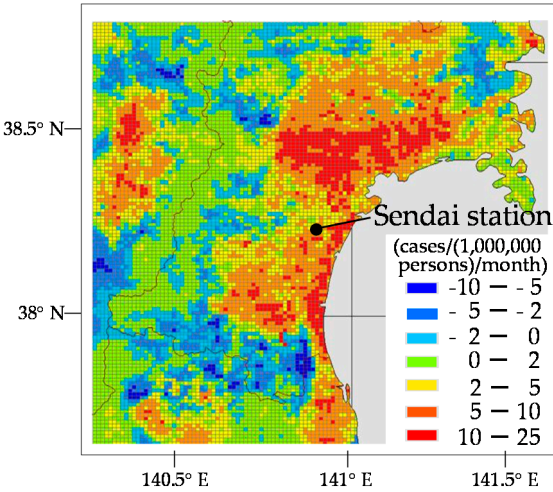 38.5° N
Sendai station
(cases/(1,000,000
persons)/month)
-10 — - 5
- 5 — -2
- 2 — 0
0 — 2
2 — 5
5 — 10
10 — 25
38° N
140.5° E
141° E
141.5° E